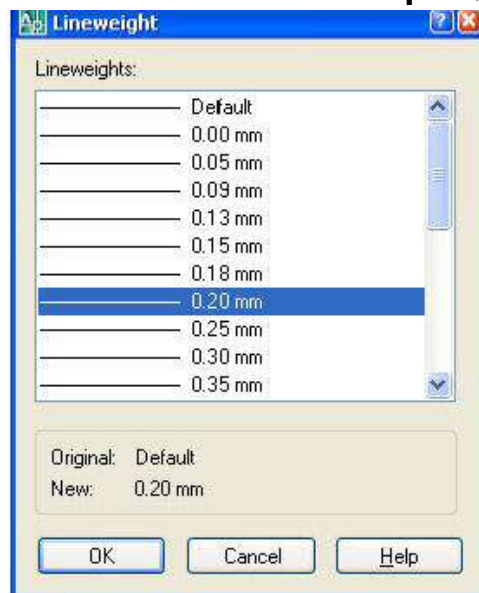 Lineweight
Lineweights:
Default
0.00 mm
0.05 mm
0.09 mm
0.13 mm
0.15 mm
0.18 mm
0.20 mm
0.25 mm
0.30 mm
0.35 mm
Original: Default
New: 0.20 mm
OK Cancel Help